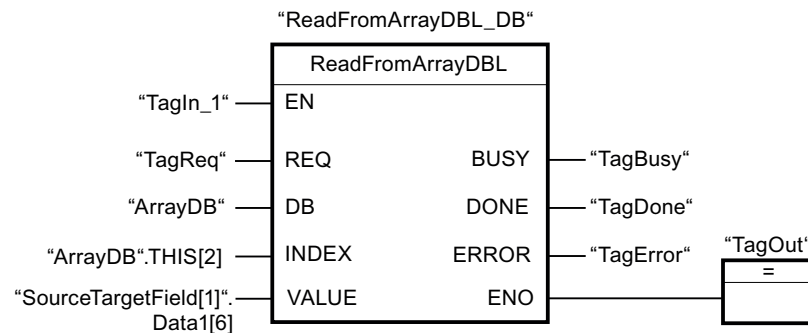 “ReadFromArrayDBL_DB“
ReadFromArrayDBL
“TagIn_1“ EN
“TagReq“ REQ BUSY “TagBusy“
“ArrayDB“ DB DONE “TagDone“
“ArrayDB“.THIS[2] INDEX ERROR “TagError“ “TagOut“
=
“SourceTargetField[1]“. VALUE ENO
Data1[6]